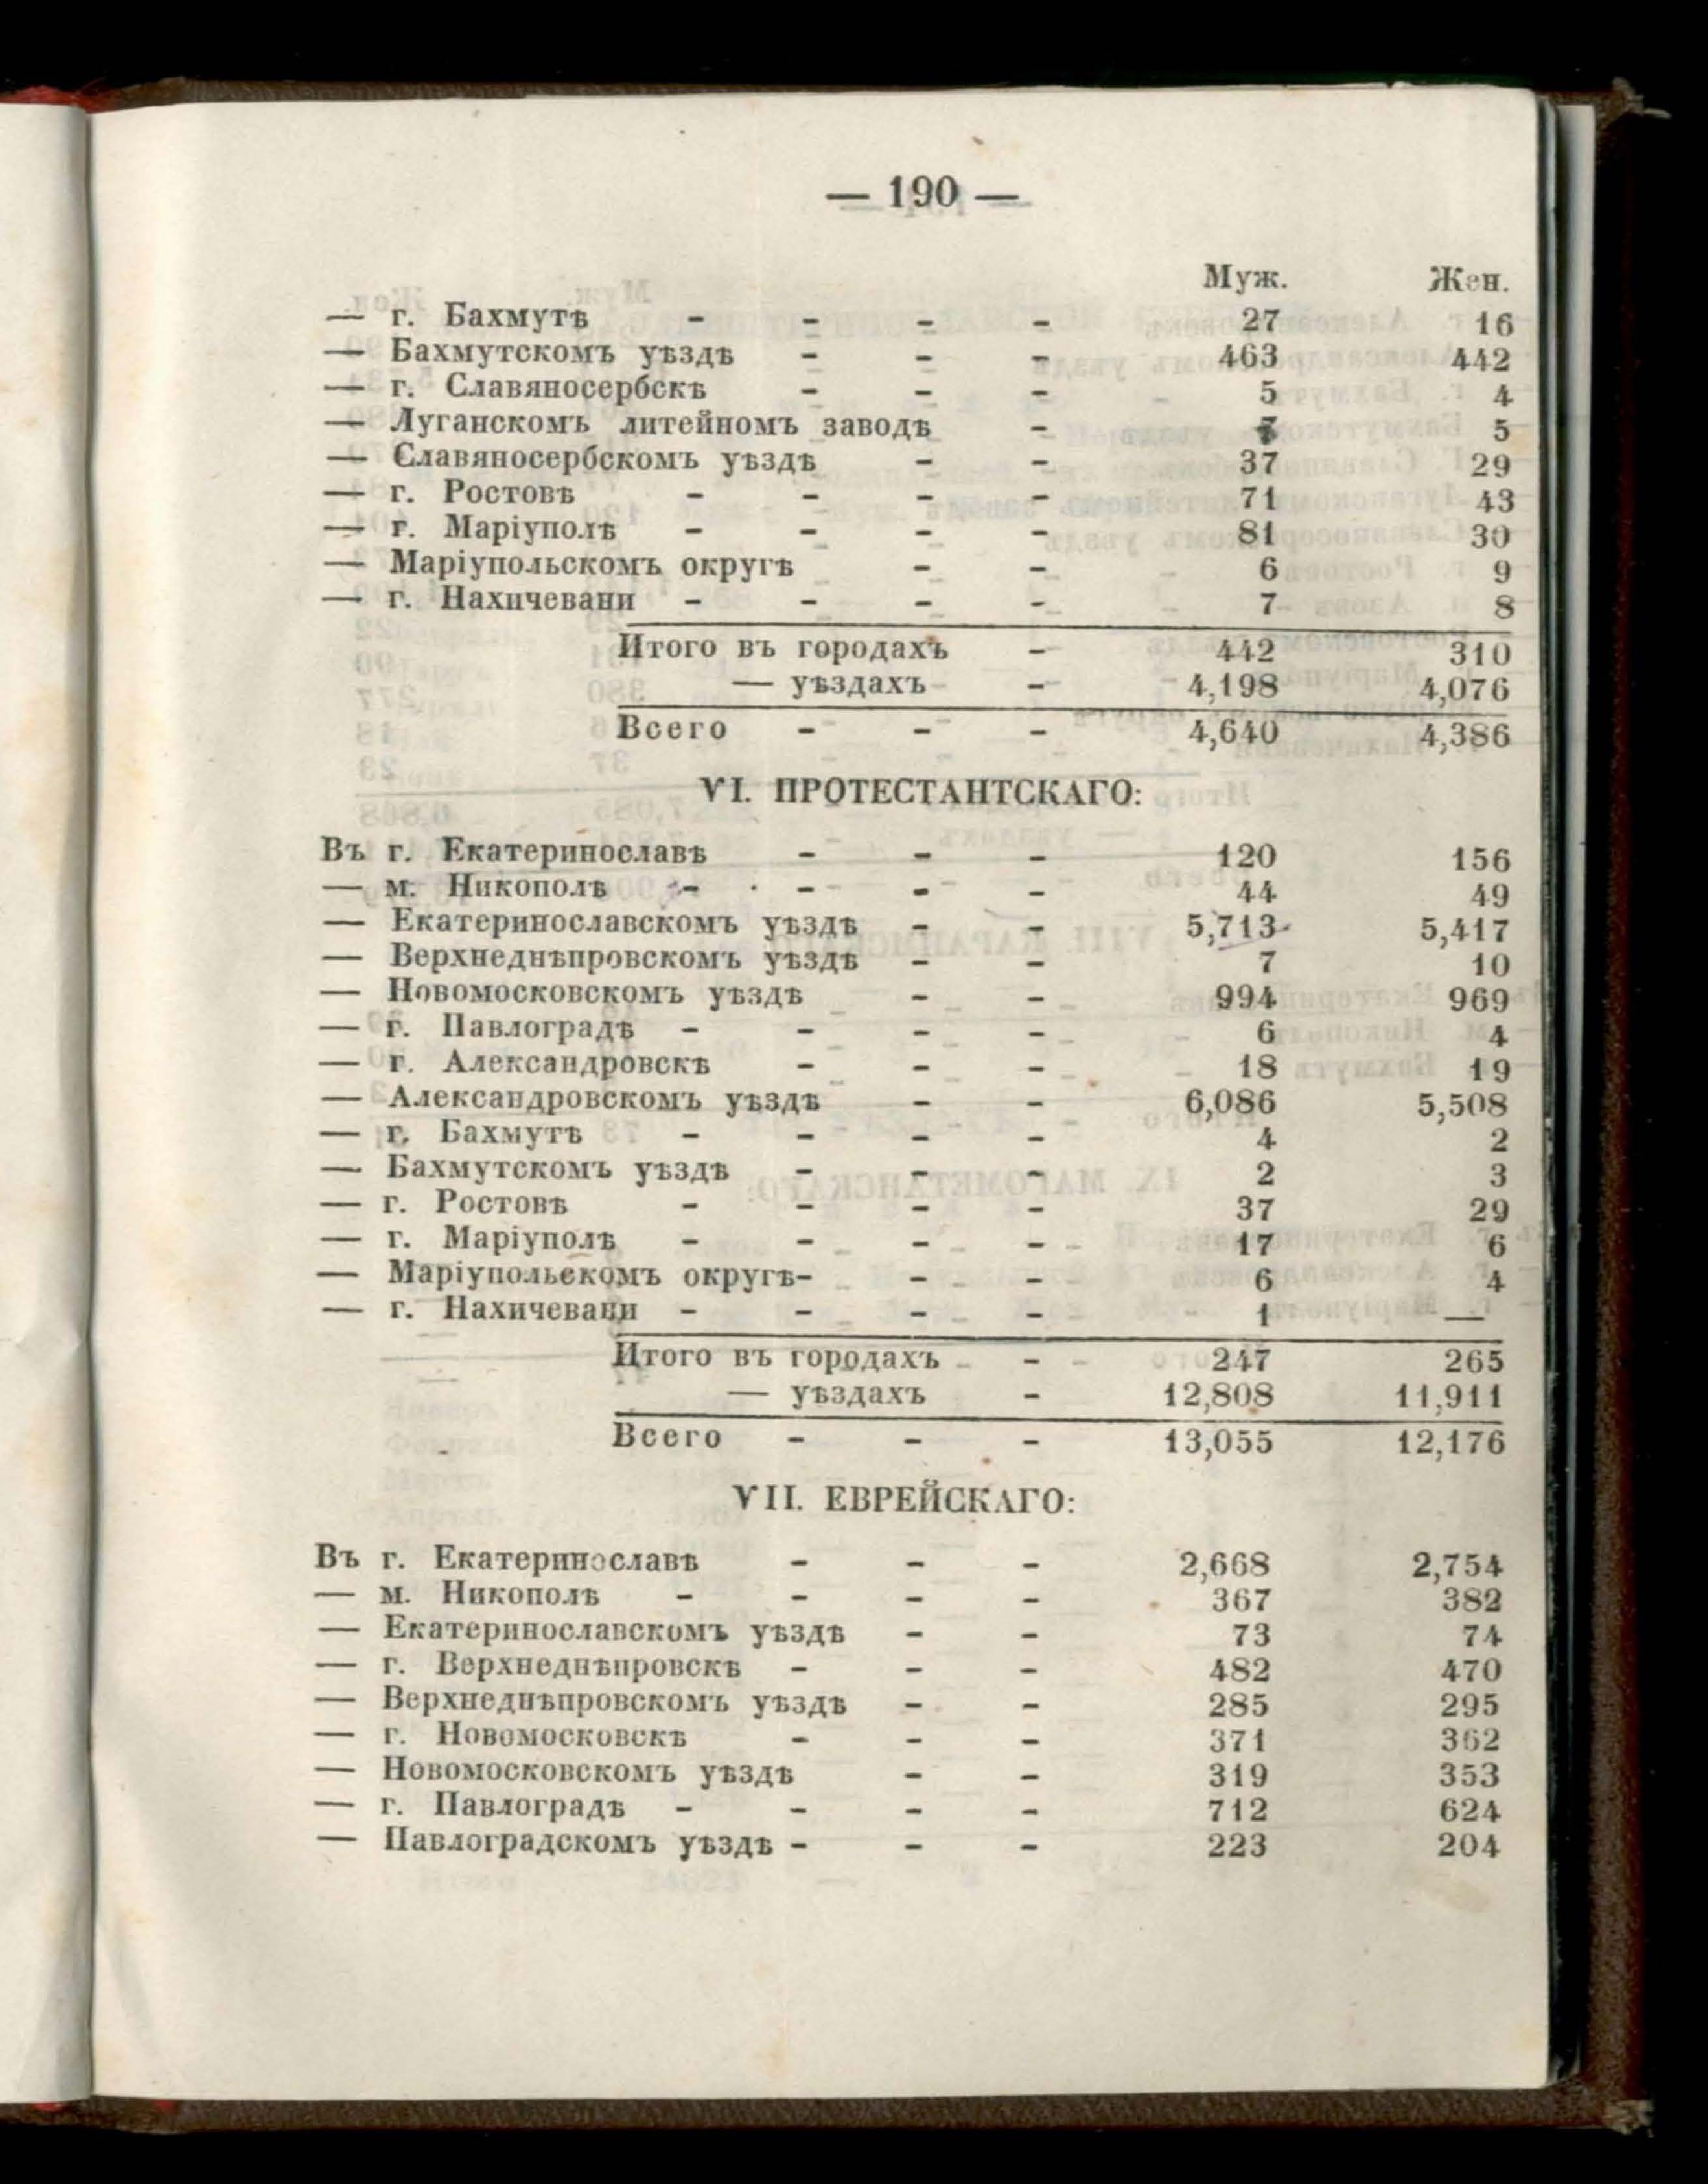 — 190 —
Муж. Жен.
— г. Бахмутѣ - - - - 27 16
— Бахмутскомъ уѣздѣ - - - 463 442
— г. Славяносербскѣ - - - 5 4
— Луганскомъ литейномъ заводѣ - 7 5
— Славяносербскомъ уѣздѣ - - 37 29
— г. Ростовѣ - - - - 71 43
— г. Маріуполѣ - - - - 81 30
— Маріупольскомъ округѣ - - 6 9
— г. Нахичевани - - - - 7 8
Итого въ городахъ - 442 310
— уѣздахъ - 4,198 4,076
Всего - - - 4,640 4,386
VI. ПРОТЕСТАНТСКАГО:
Въ г. Екатеринославѣ - - - 120 156
— м. Никополѣ - - - - 44 49
— Екатеринославскомъ уѣздѣ - - 5,713 5,417
— Верхнеднѣпровскомъ уѣздѣ - - 7 10
— Новомосковскомъ уѣздѣ - - 994 969
— г. Павлоградѣ - - - - 6 4
— г. Александровскѣ - - - 18 19
— Александровскомъ уѣздѣ - - 6,086 5,508
— г. Бахмутѣ - - - - 4 2
— Бахмутскомъ уѣздѣ - - - 2 3
— г. Ростовѣ - - - - 37 29
— г. Маріуполѣ - - - - 17 6
— Маріупольскомъ округѣ - - - 6 4
— г. Нахичевани - - - - 1 —
Итого въ городахъ - 247 265
— уѣздахъ - 12,808 11,911
Всего - - - 13,055 12,176
VII. ЕВРЕЙСКАГО:
Въ г. Екатеринославѣ - - - 2,668 2,754
— м. Никополѣ - - - - 367 382
— Екатеринославскомъ уѣздѣ - - 73 74
— г. Верхнеднѣпровскѣ - - - 482 470
— Верхнеднѣпровскомъ уѣздѣ - - 285 295
— г. Новомосковскѣ - - - 371 362
— Новомосковскомъ уѣздѣ - - 319 353
— г. Павлоградѣ - - - - 712 624
— Павлоградскомъ уѣздѣ - - - 223 204